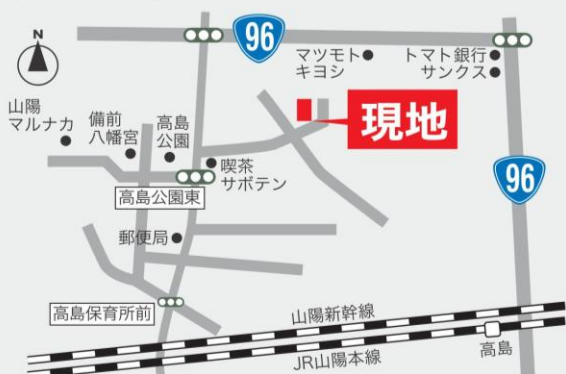 N
96
マツモト
キヨシ
トマト銀行
サンクス
山陽
マルナカ
備前
八幡宮
高島
公園
現地
喫茶
サボテン
96
高島公園東
郵便局
高島保育所前
山陽新幹線
JR山陽本線
高島